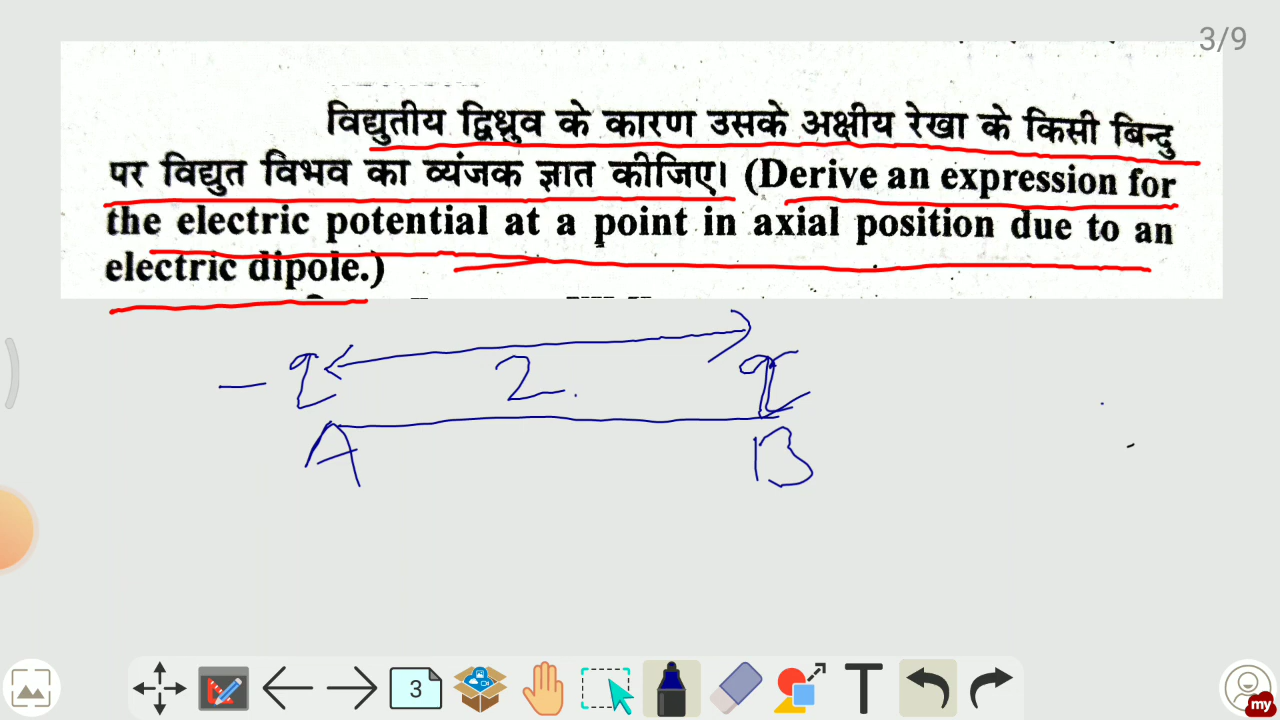 3/9
विद्युतीय द्विध्रुव के कारण उसके अक्षीय रेखा के किसी बिन्दु
पर विद्युत विभव का व्यंजक ज्ञात कीजिए। (Derive an expression for
the electric potential at a point in axial position due to an
electric dipole.)
- q 2 q
A B
3 T
my